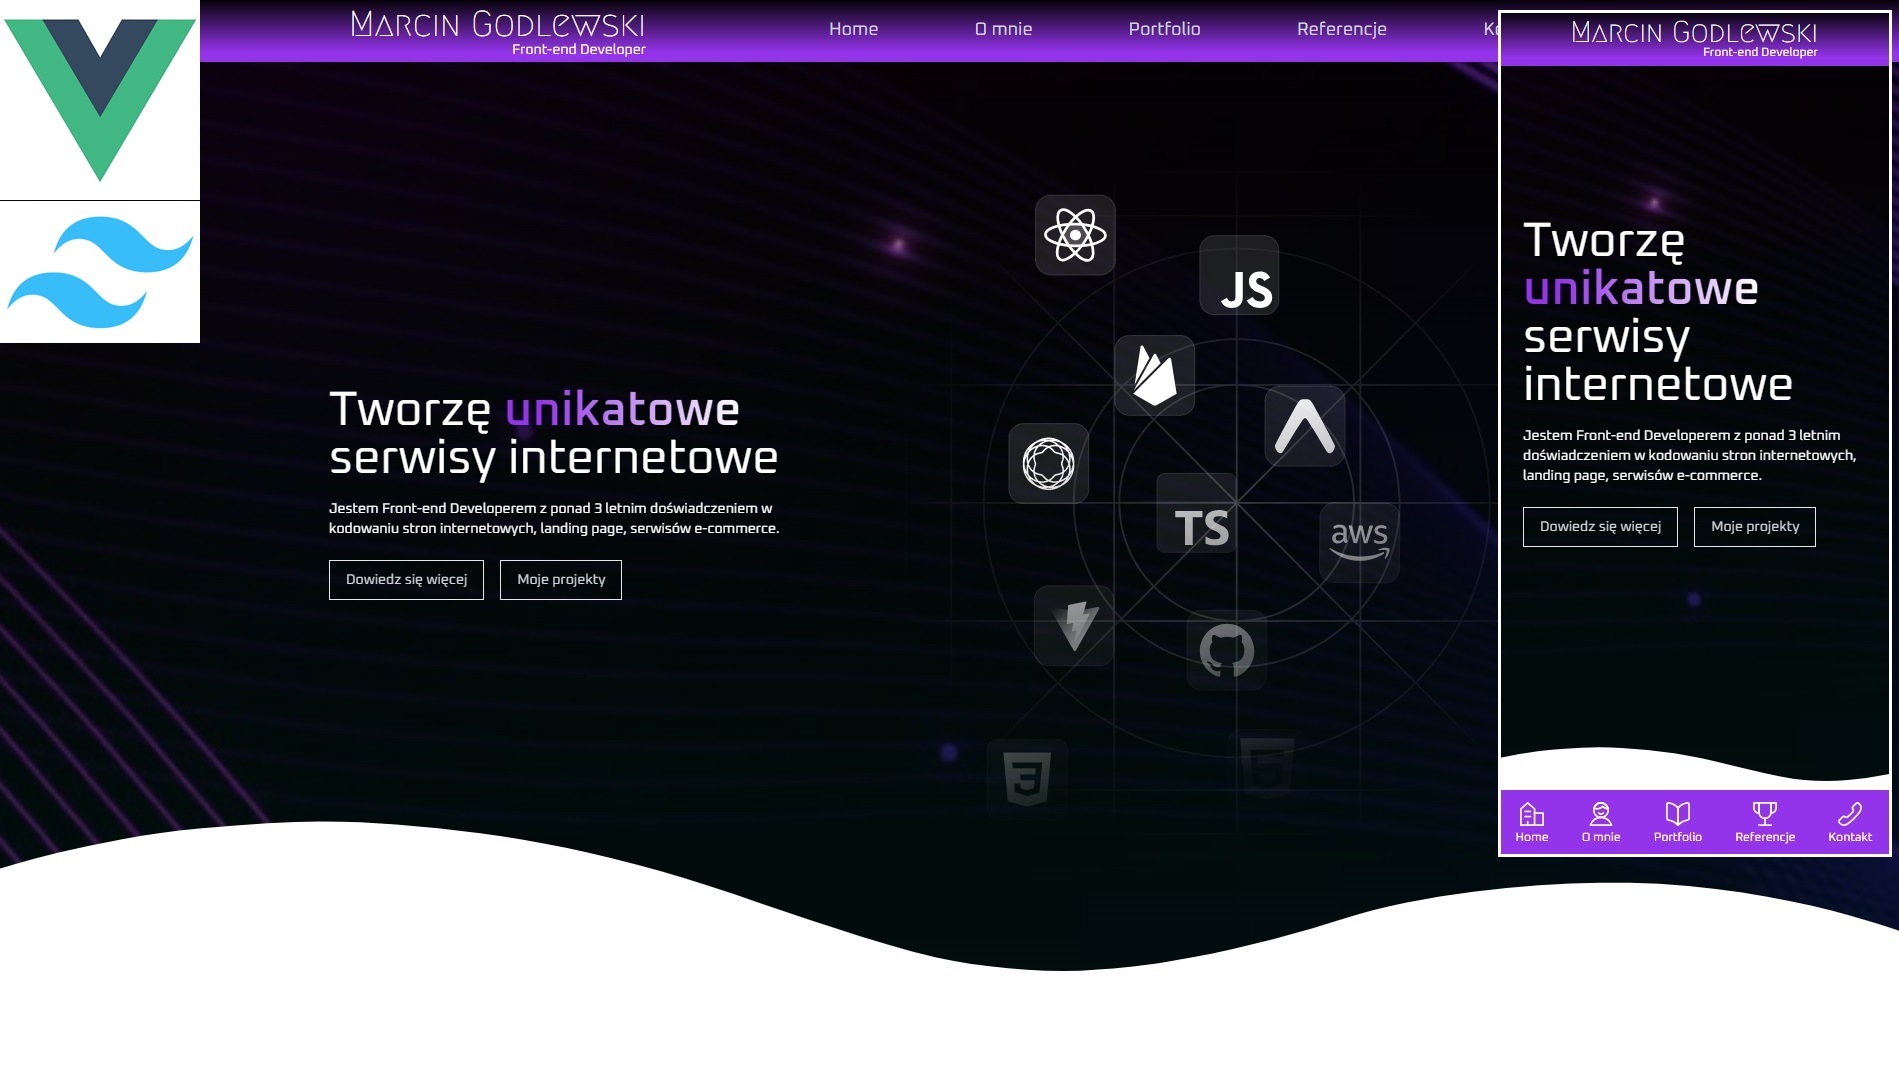 MARCIN GODLEWSKI
Front-end Developer
Home
O mnie
Portfolio
Referencje
Tworzę unikatowe
serwisy internetowe
Jestem Front-end Developerem z ponad 3 letnim doświadczeniem w
kodowaniu stron internetowych, landing page, serwisów e-commerce.
Dowiedz się więcej
Moje projekty
JS
TS
aws
MARCIN GODLEWSKI
Front-end Developer
Tworzę
unikatowe
serwisy
internetowe
Jestem Front-end Developerem z ponad 3 letnim
doświadczeniem w kodowaniu stron internetowych,
landing page, serwisów e-commerce.
Dowiedz się więcej
Moje projekty
Home
O mnie
Portfolio
Referencje
Kontakt